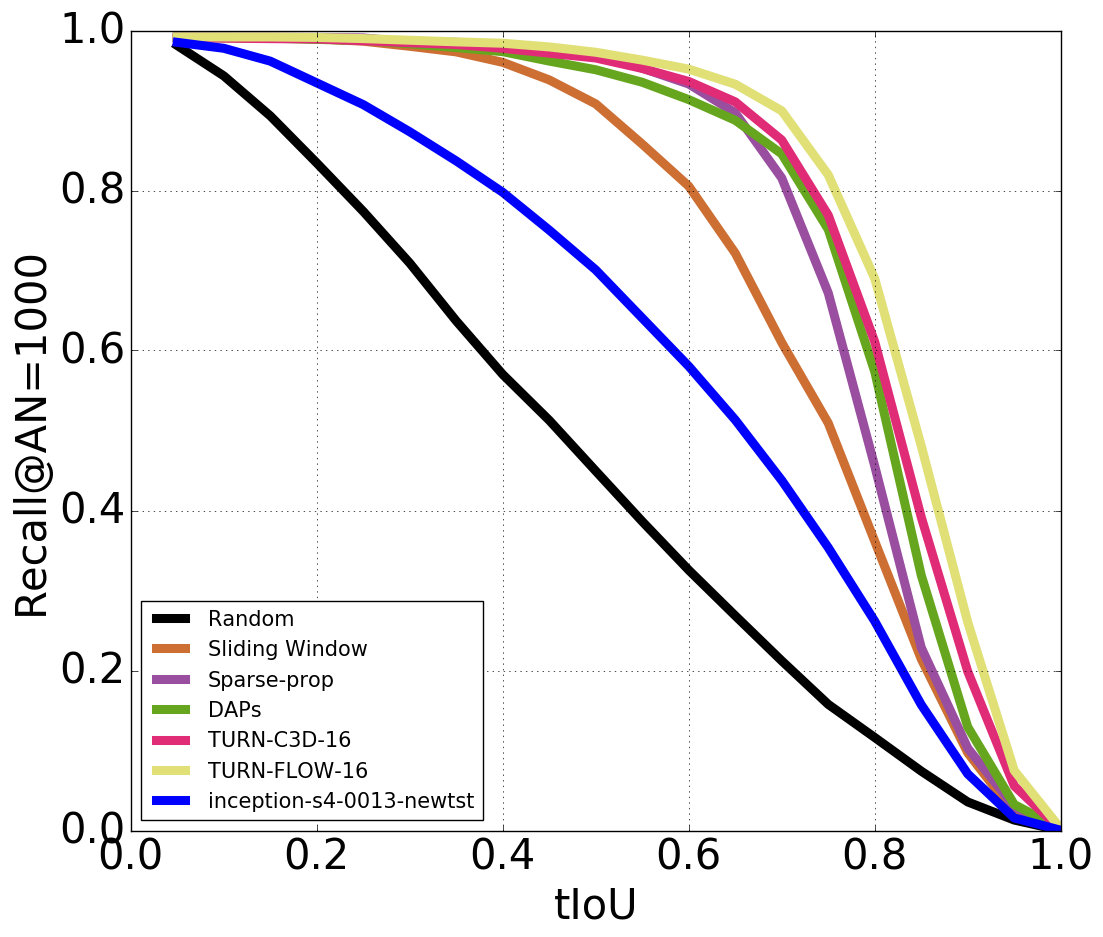 1.0
0.8
0.6
0.4
0.2
0.0
Recall@AN=1000
Random
Sliding Window
Sparse-prop
DAPs
TURN-C3D-16
TURN-FLOW-16
inception-s4-0013-newtst
0.0 0.2 0.4 0.6 0.8 1.0
tIoU